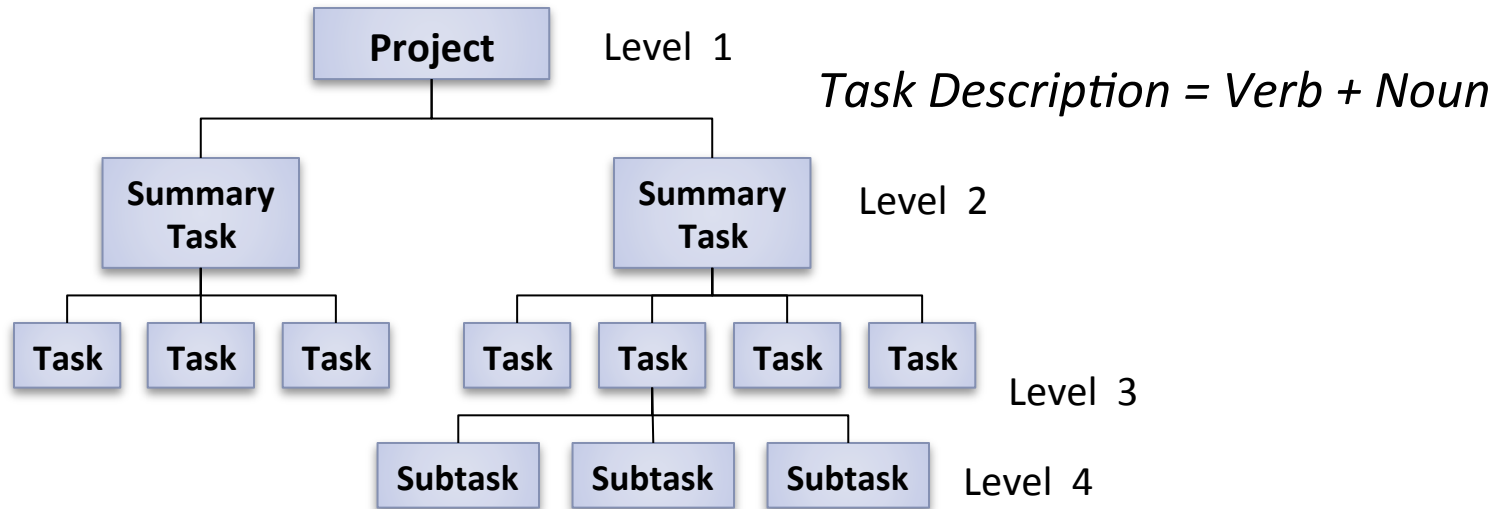 Project
Level 1
Task Description = Verb + Noun
Summary
Task
Summary
Task
Level 2
Task
Task
Task
Task
Task
Task
Task
Level 3
Subtask
Subtask
Subtask
Level 4